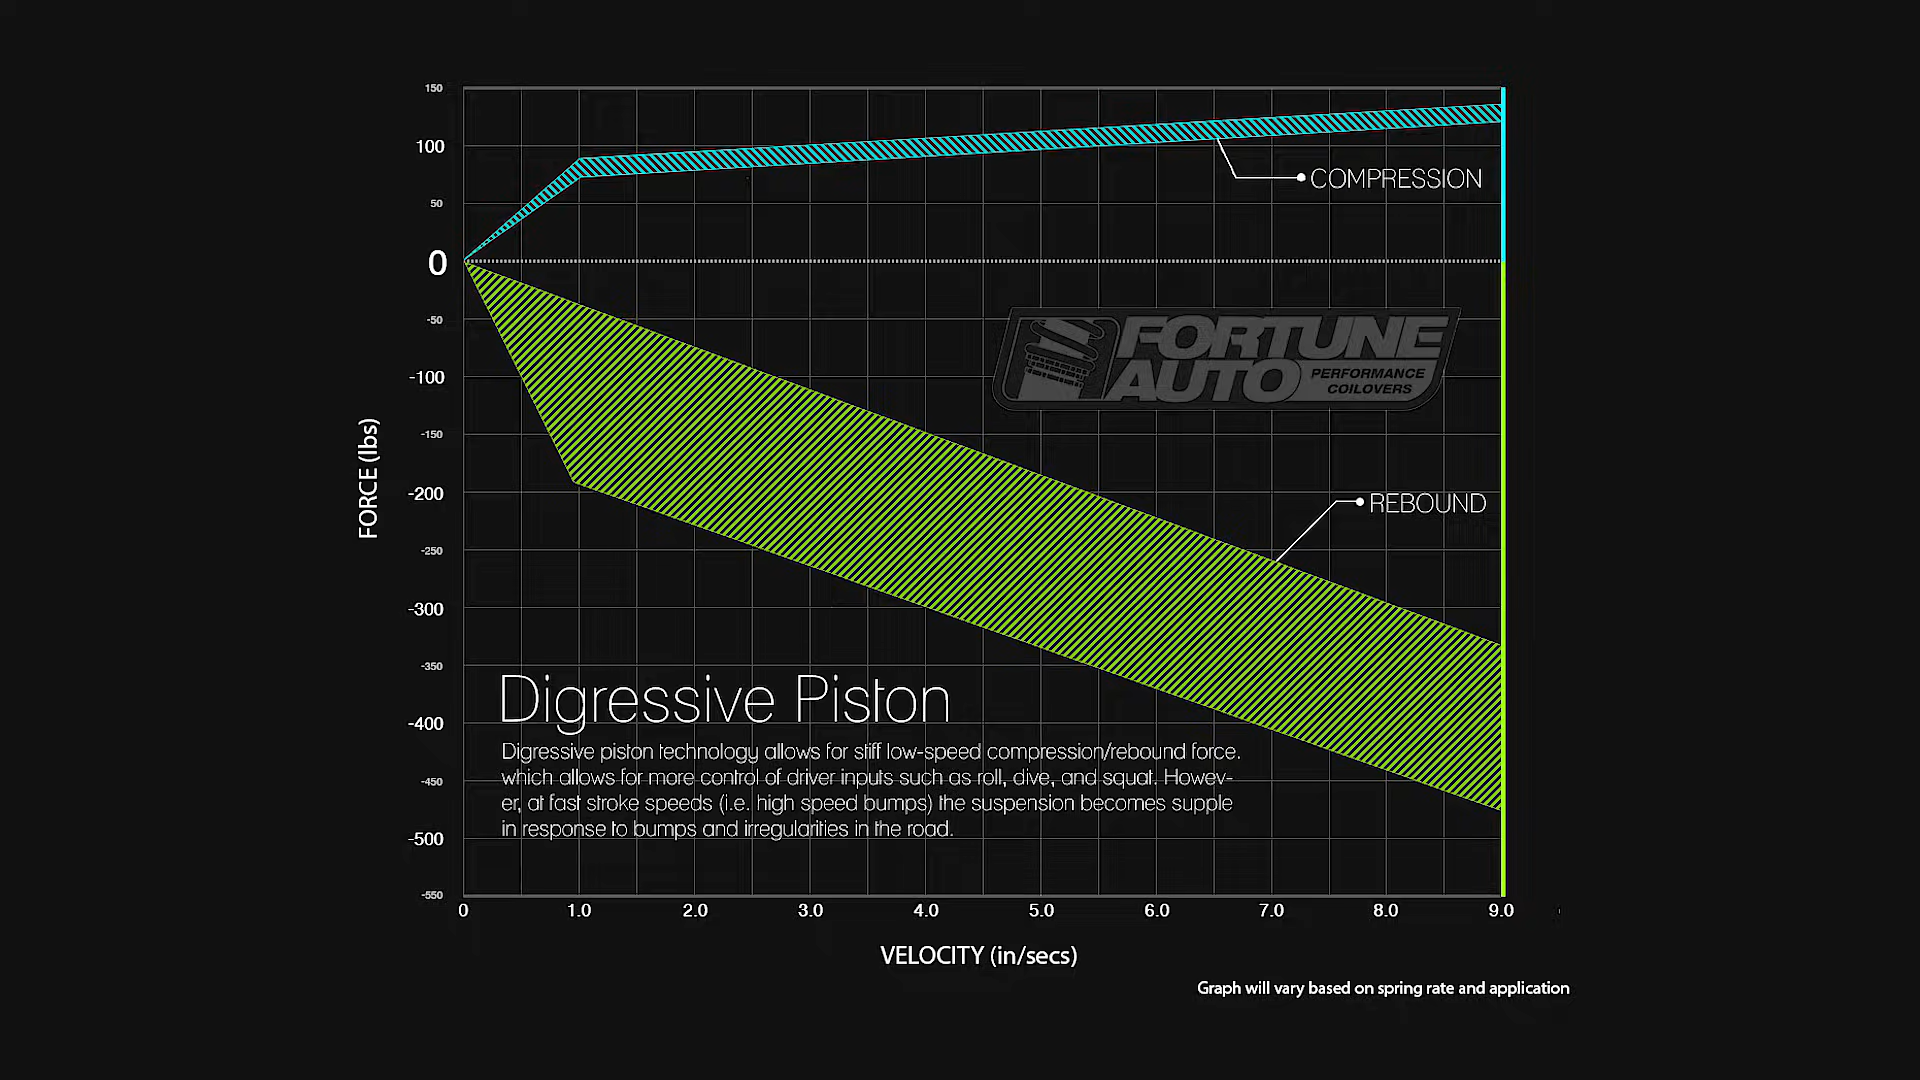 150
100
COMPRESSION
50
0
-50
FORTUNE
AUTO
PERFORMANCE
COILOVERS
-100
-150
FORCE (lbs)
-200
REBOUND
-250
-300
-350
Digressive Piston
-400
Digressive piston technology allows for stiff low-speed compression/rebound force.
which allows for more control of driver inputs such as roll, dive, and squat. Howev-
-450
er, at fast stroke speeds (i.e. high speed bumps) the suspension becomes supple
in response to bumps and irregularities in the road.
-500
-550
0 1.0 2.0 3.0 4.0 5.0 6.0 7.0 8.0 9.0
VELOCITY (in/secs)
Graph will vary based on spring rate and application